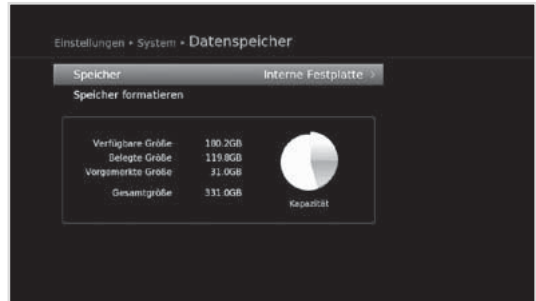 Einstellungen • System • Datenspeicher
Speicher Interne Festplatte >
Speicher formatieren
Verfügbare Größe 180.2GB
Belegte Größe 119.8GB
Vorgemerkte Größe 31.0GB
Gesamtgröße 331.0GB
Kapazität